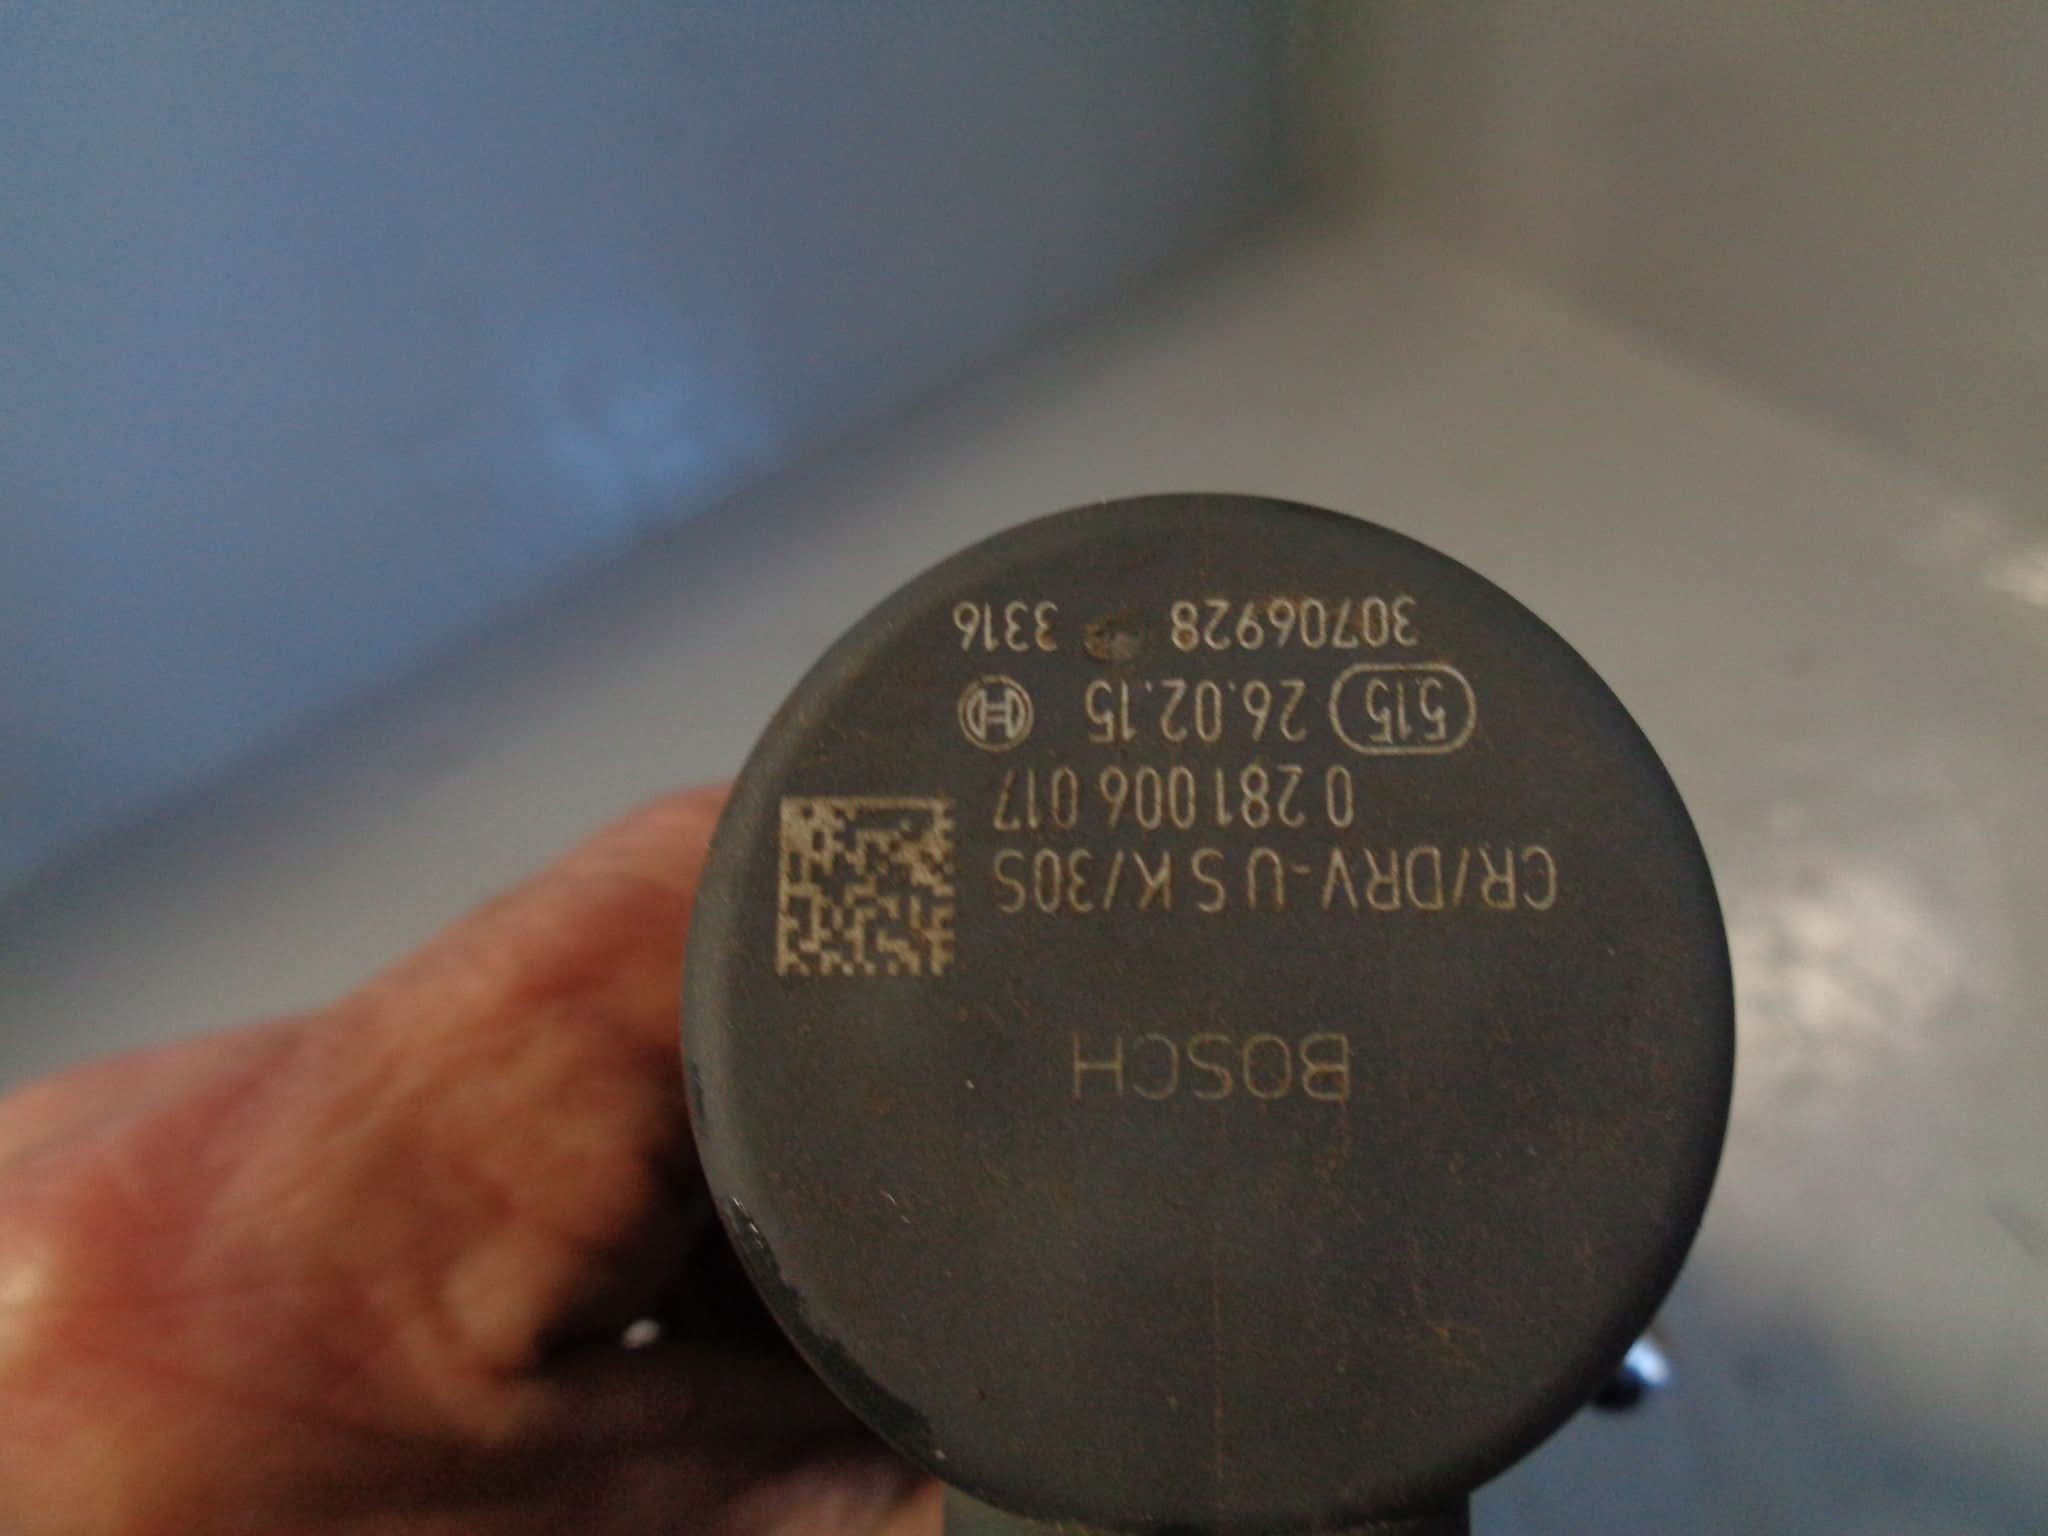 BOSCH
CR/DRV-U S K/30S
0 281 006 017
515 26.02.15
30706928 3316